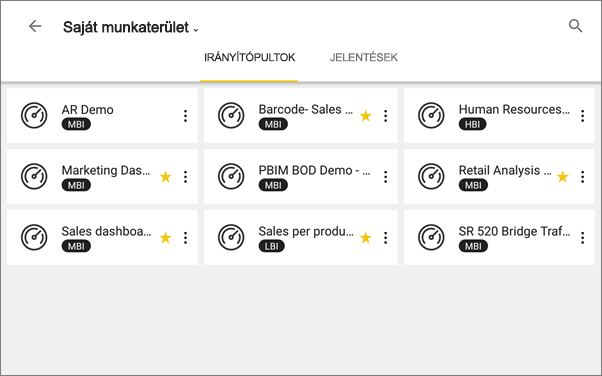 Saját munkaterület
IRÁNYÍTÓPULTOK
JELENTÉSEK
AR Demo
MBI
Barcode- Sales ...
MBI
Human Resources...
HBI
Marketing Das...
MBI
PBIM BOD Demo - ...
MBI
Retail Analysis ...
MBI
Sales dashboa...
MBI
Sales per produ...
LBI
SR 520 Bridge Traf...
MBI